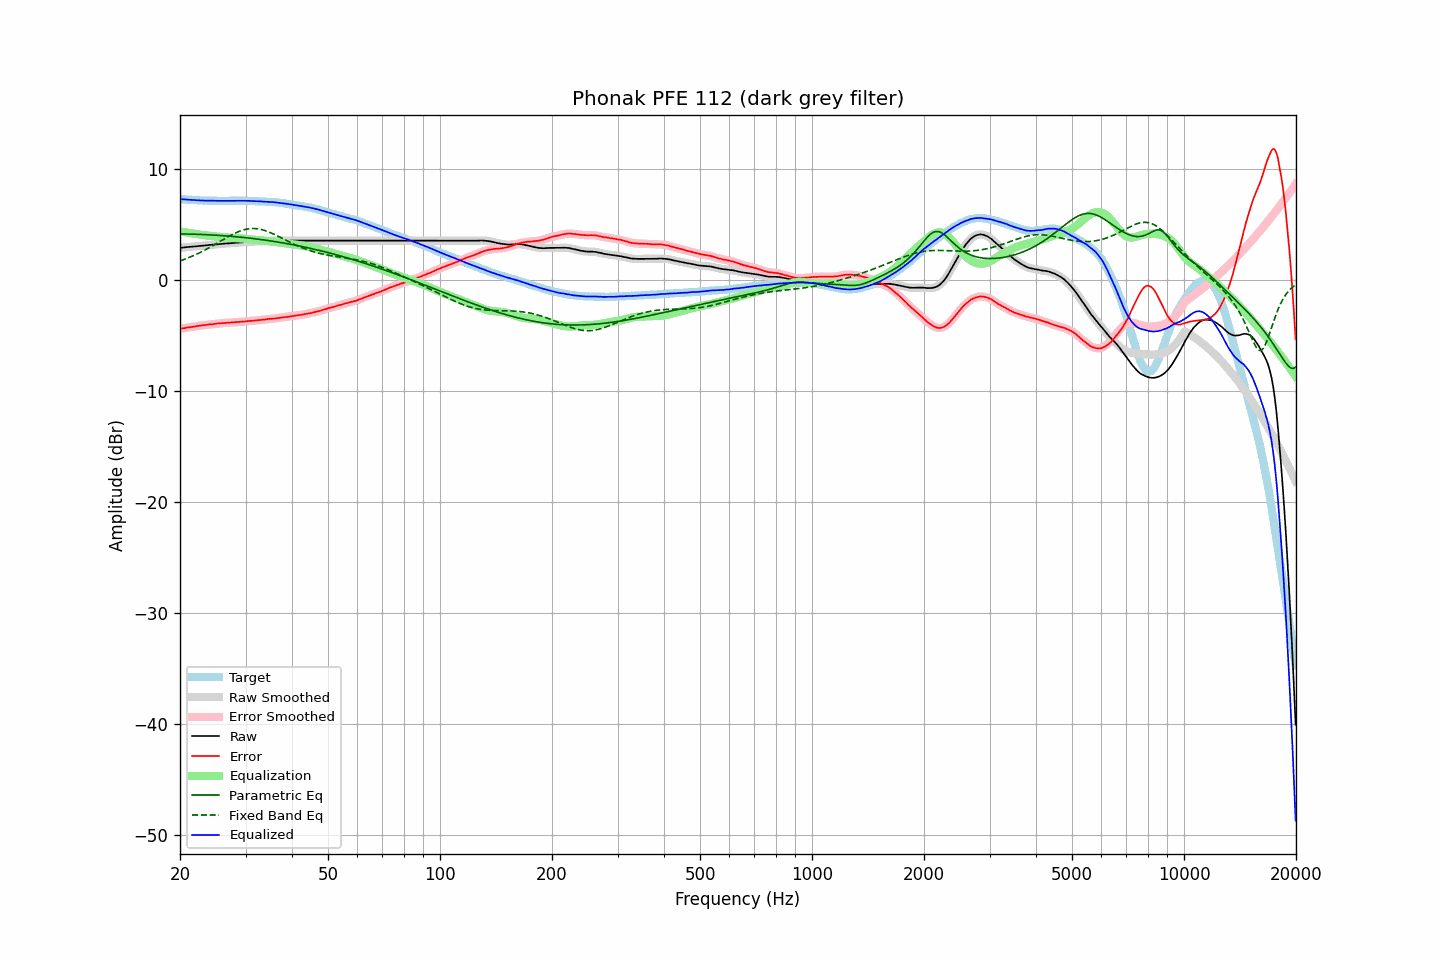 Phonak PFE 112 (dark grey filter)
10
0
−10
−20
−30
−40
−50
Amplitude (dBr)
Target
Raw Smoothed
Error Smoothed
Raw
Error
Equalization
Parametric Eq
Fixed Band Eq
Equalized
20 50 100 200 500 1000 2000 5000 10000 20000
Frequency (Hz)